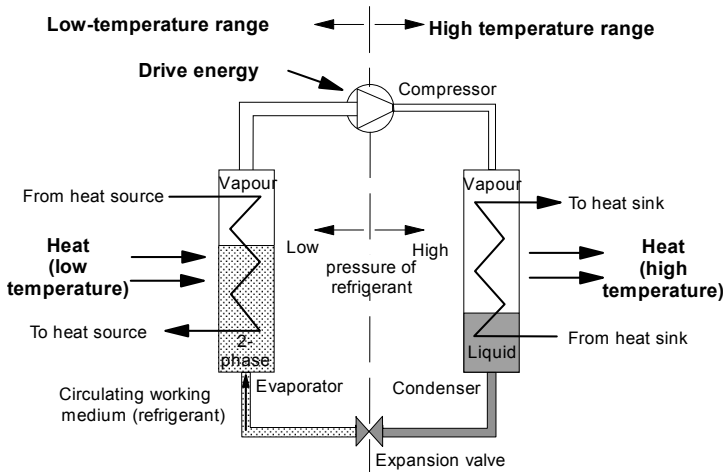 Low-temperature range
High temperature range
Drive energy
Compressor
Vapour
Vapour
From heat source
To heat sink
Low
High
pressure of
refrigerant
Heat
(low
temperature)
Heat
(high
temperature)
To heat source
From heat sink
2-
phase
Liquid
Evaporator
Condenser
Circulating working
medium (refrigerant)
Expansion valve